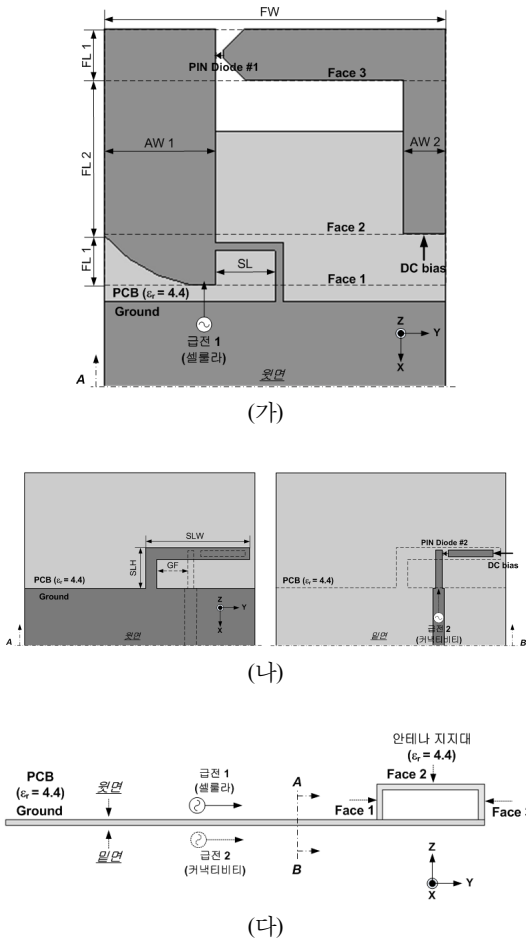 FW
FL 1
PIN Diode #1
Face 3
AW 1
AW 2
FL 2
Face 2
SL
DC bias
FL 1
Face 1
PCB (εr = 4.4)
Ground
급전 1
(셀룰라)
Z
Y
X
A
윗면
(가)
SLW
SLH
GF
PCB (εr = 4.4)
Ground
Z
Y
X
A
윗면
PIN Diode #2
DC bias
PCB (εr = 4.4)
급전 2
(커낵티비티)
밑면
B
(나)
안테나 지지대
(εr = 4.4)
PCB
(εr = 4.4)
Ground
윗면
급전 1
(셀룰라)
A
Face 2
Face 1
Face 3
밑면
급전 2
(커낵티비티)
B
Z
Y
X
(다)